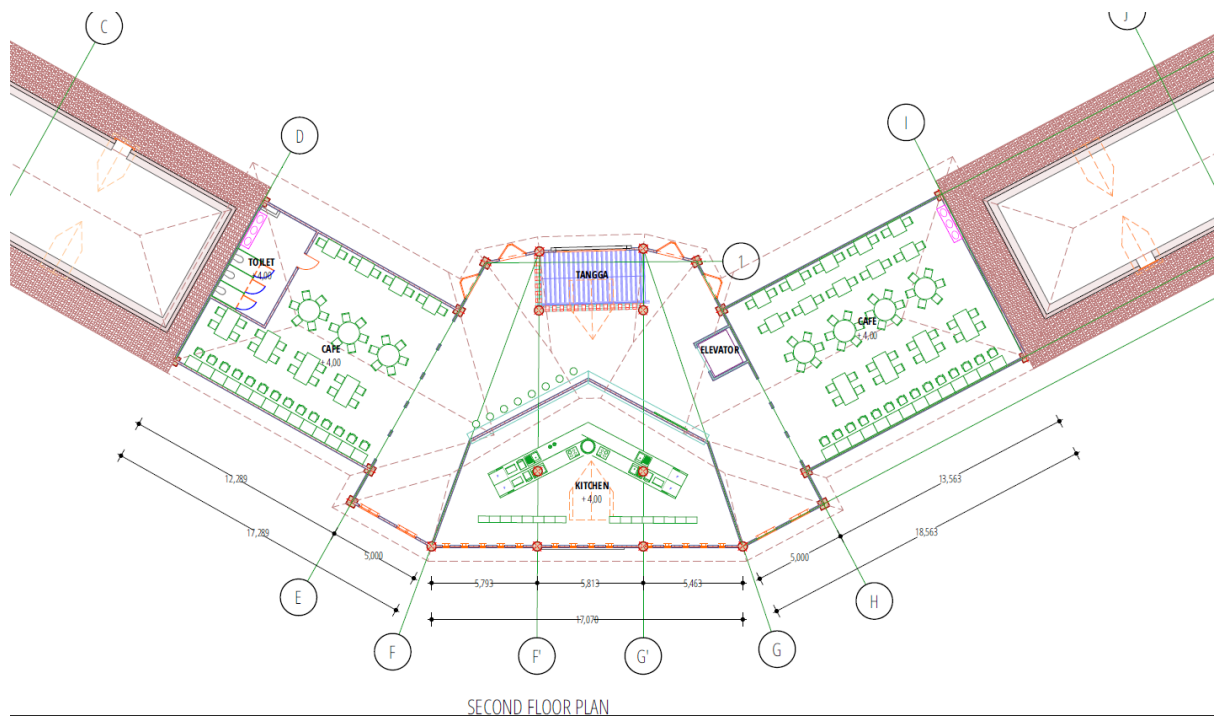 C
J
D
I
TOILET
+ 4,00
TANGGA
1
CAFE
+ 4,00
ELEVATOR
CAFE
+ 4,00
KITCHEN
+ 4,00
12,289
17,289
5,000
13,563
18,563
5,000
5,793
5,813
5,463
17,070
E
H
F
F'
G'
G
SECOND FLOOR PLAN